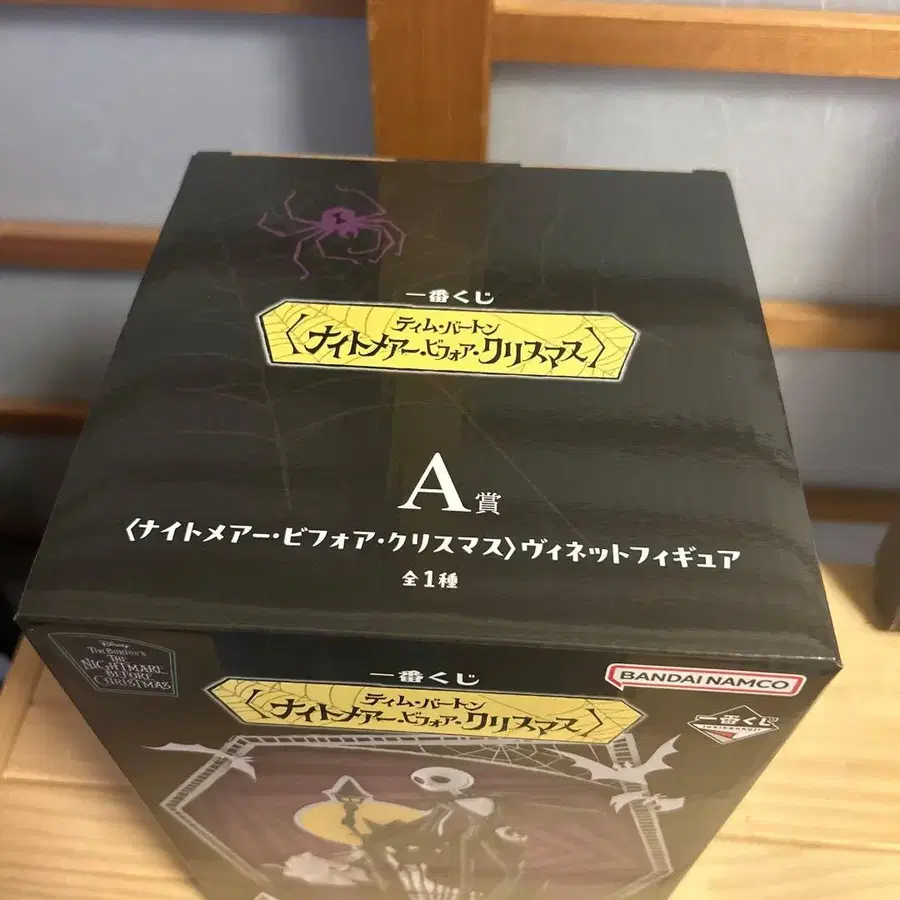 一番くじ
ティム・バートン
〈ナイトメアー・ビフォア・クリスマス〉
A賞
〈ナイトメアー・ビフォア・クリスマス〉ヴィネットフィギュア
全1種
Disney
TIM BURTON'S
THE
NIGHTMARE
BEFORE
CHRISTMAS
一番くじ
ティム・バートン
〈ナイトメアー・ビフォア・クリスマス〉
BANDAI NAMCO
一番くじ
ICHIBANKUJI